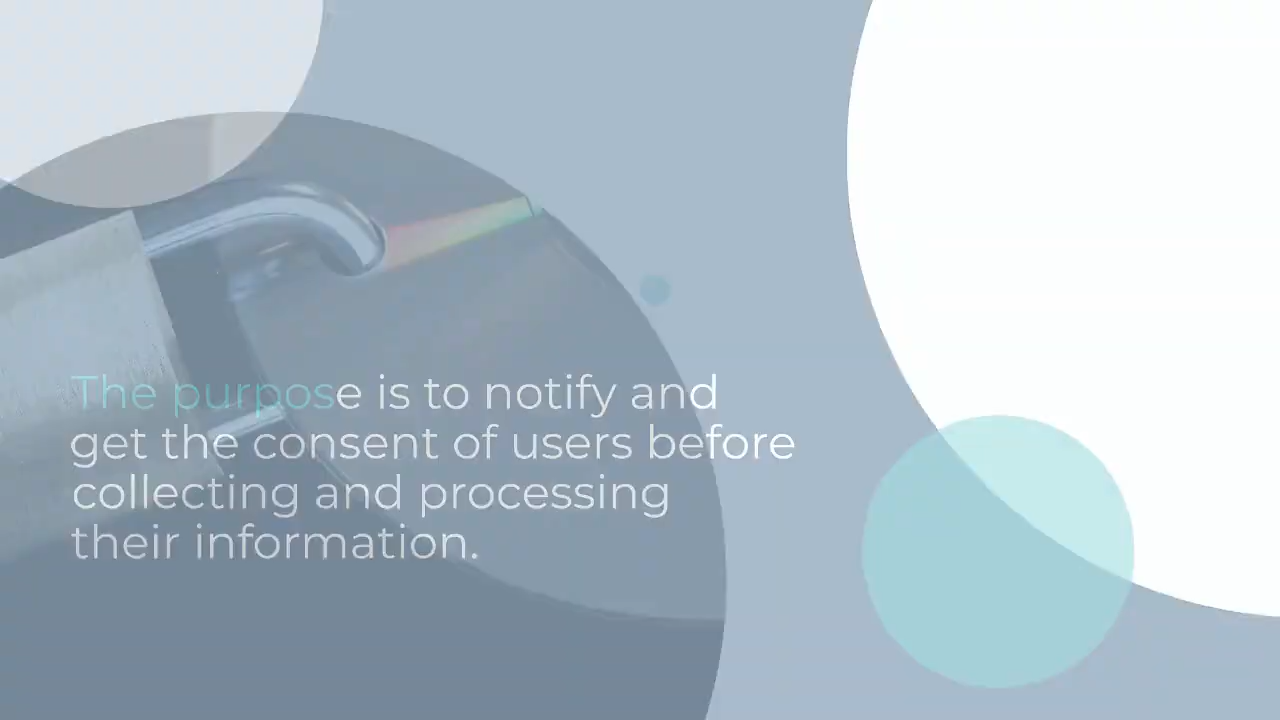 The purpose is to notify and
get the consent of users before
collecting and processing
their information.